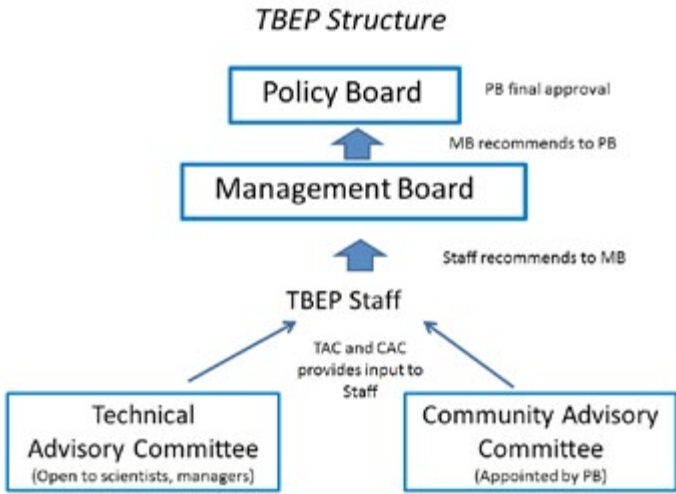 TBEP Structure
Policy Board
PB final approval
MB recommends to PB
Management Board
Staff recommends to MB
TBEP Staff
TAC and CAC
provides input to
Staff
Technical
Advisory Committee
(Open to scientists, managers)
Community Advisory
Committee
(Appointed by PB)